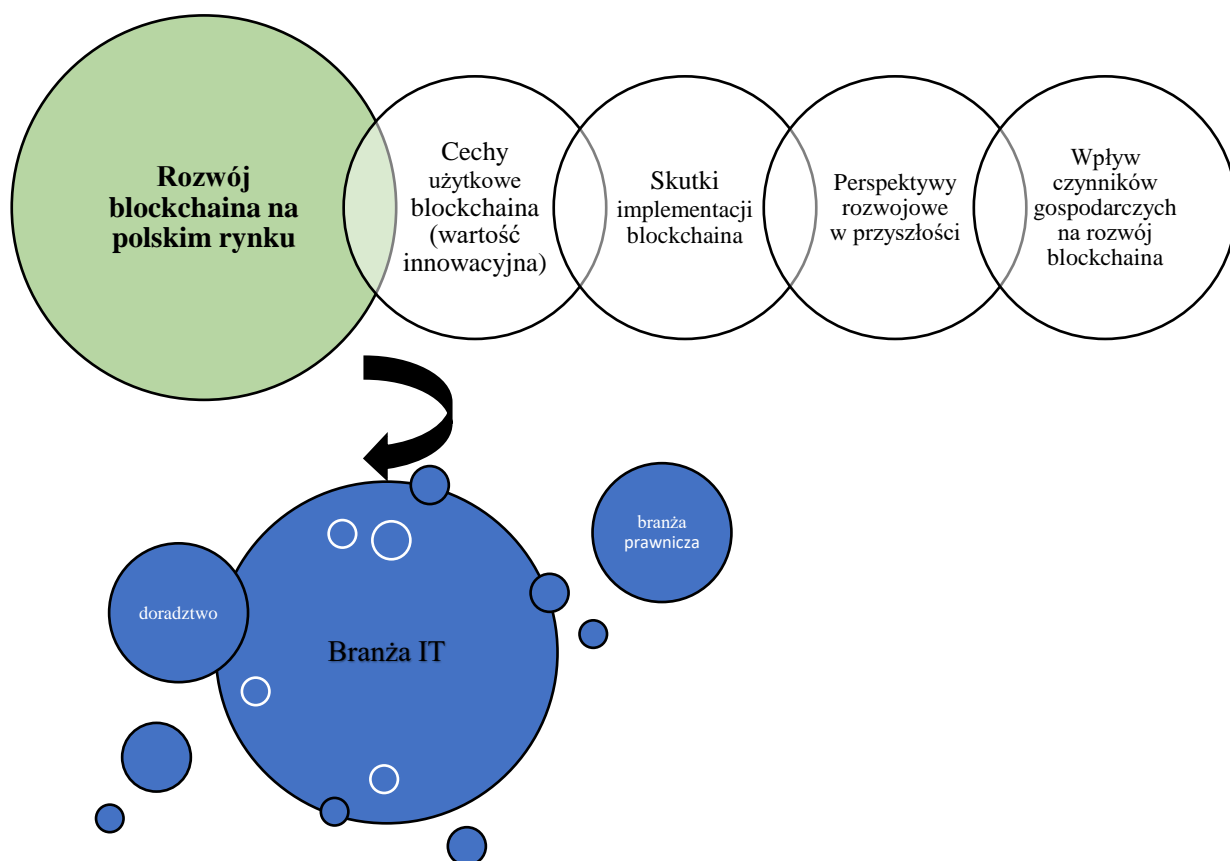 Rozwój
blockchaina na
polskim rynku
Cechy
użytkowe
blockchaina
(wartość
innowacyjna)
Skutki
implementacji
blockchaina
Perspektywy
rozwojowe
w przyszłości
Wpływ
czynników
gospodarczych
na rozwój
blockchaina
branża
prawnicza
doradztwo
Branża IT